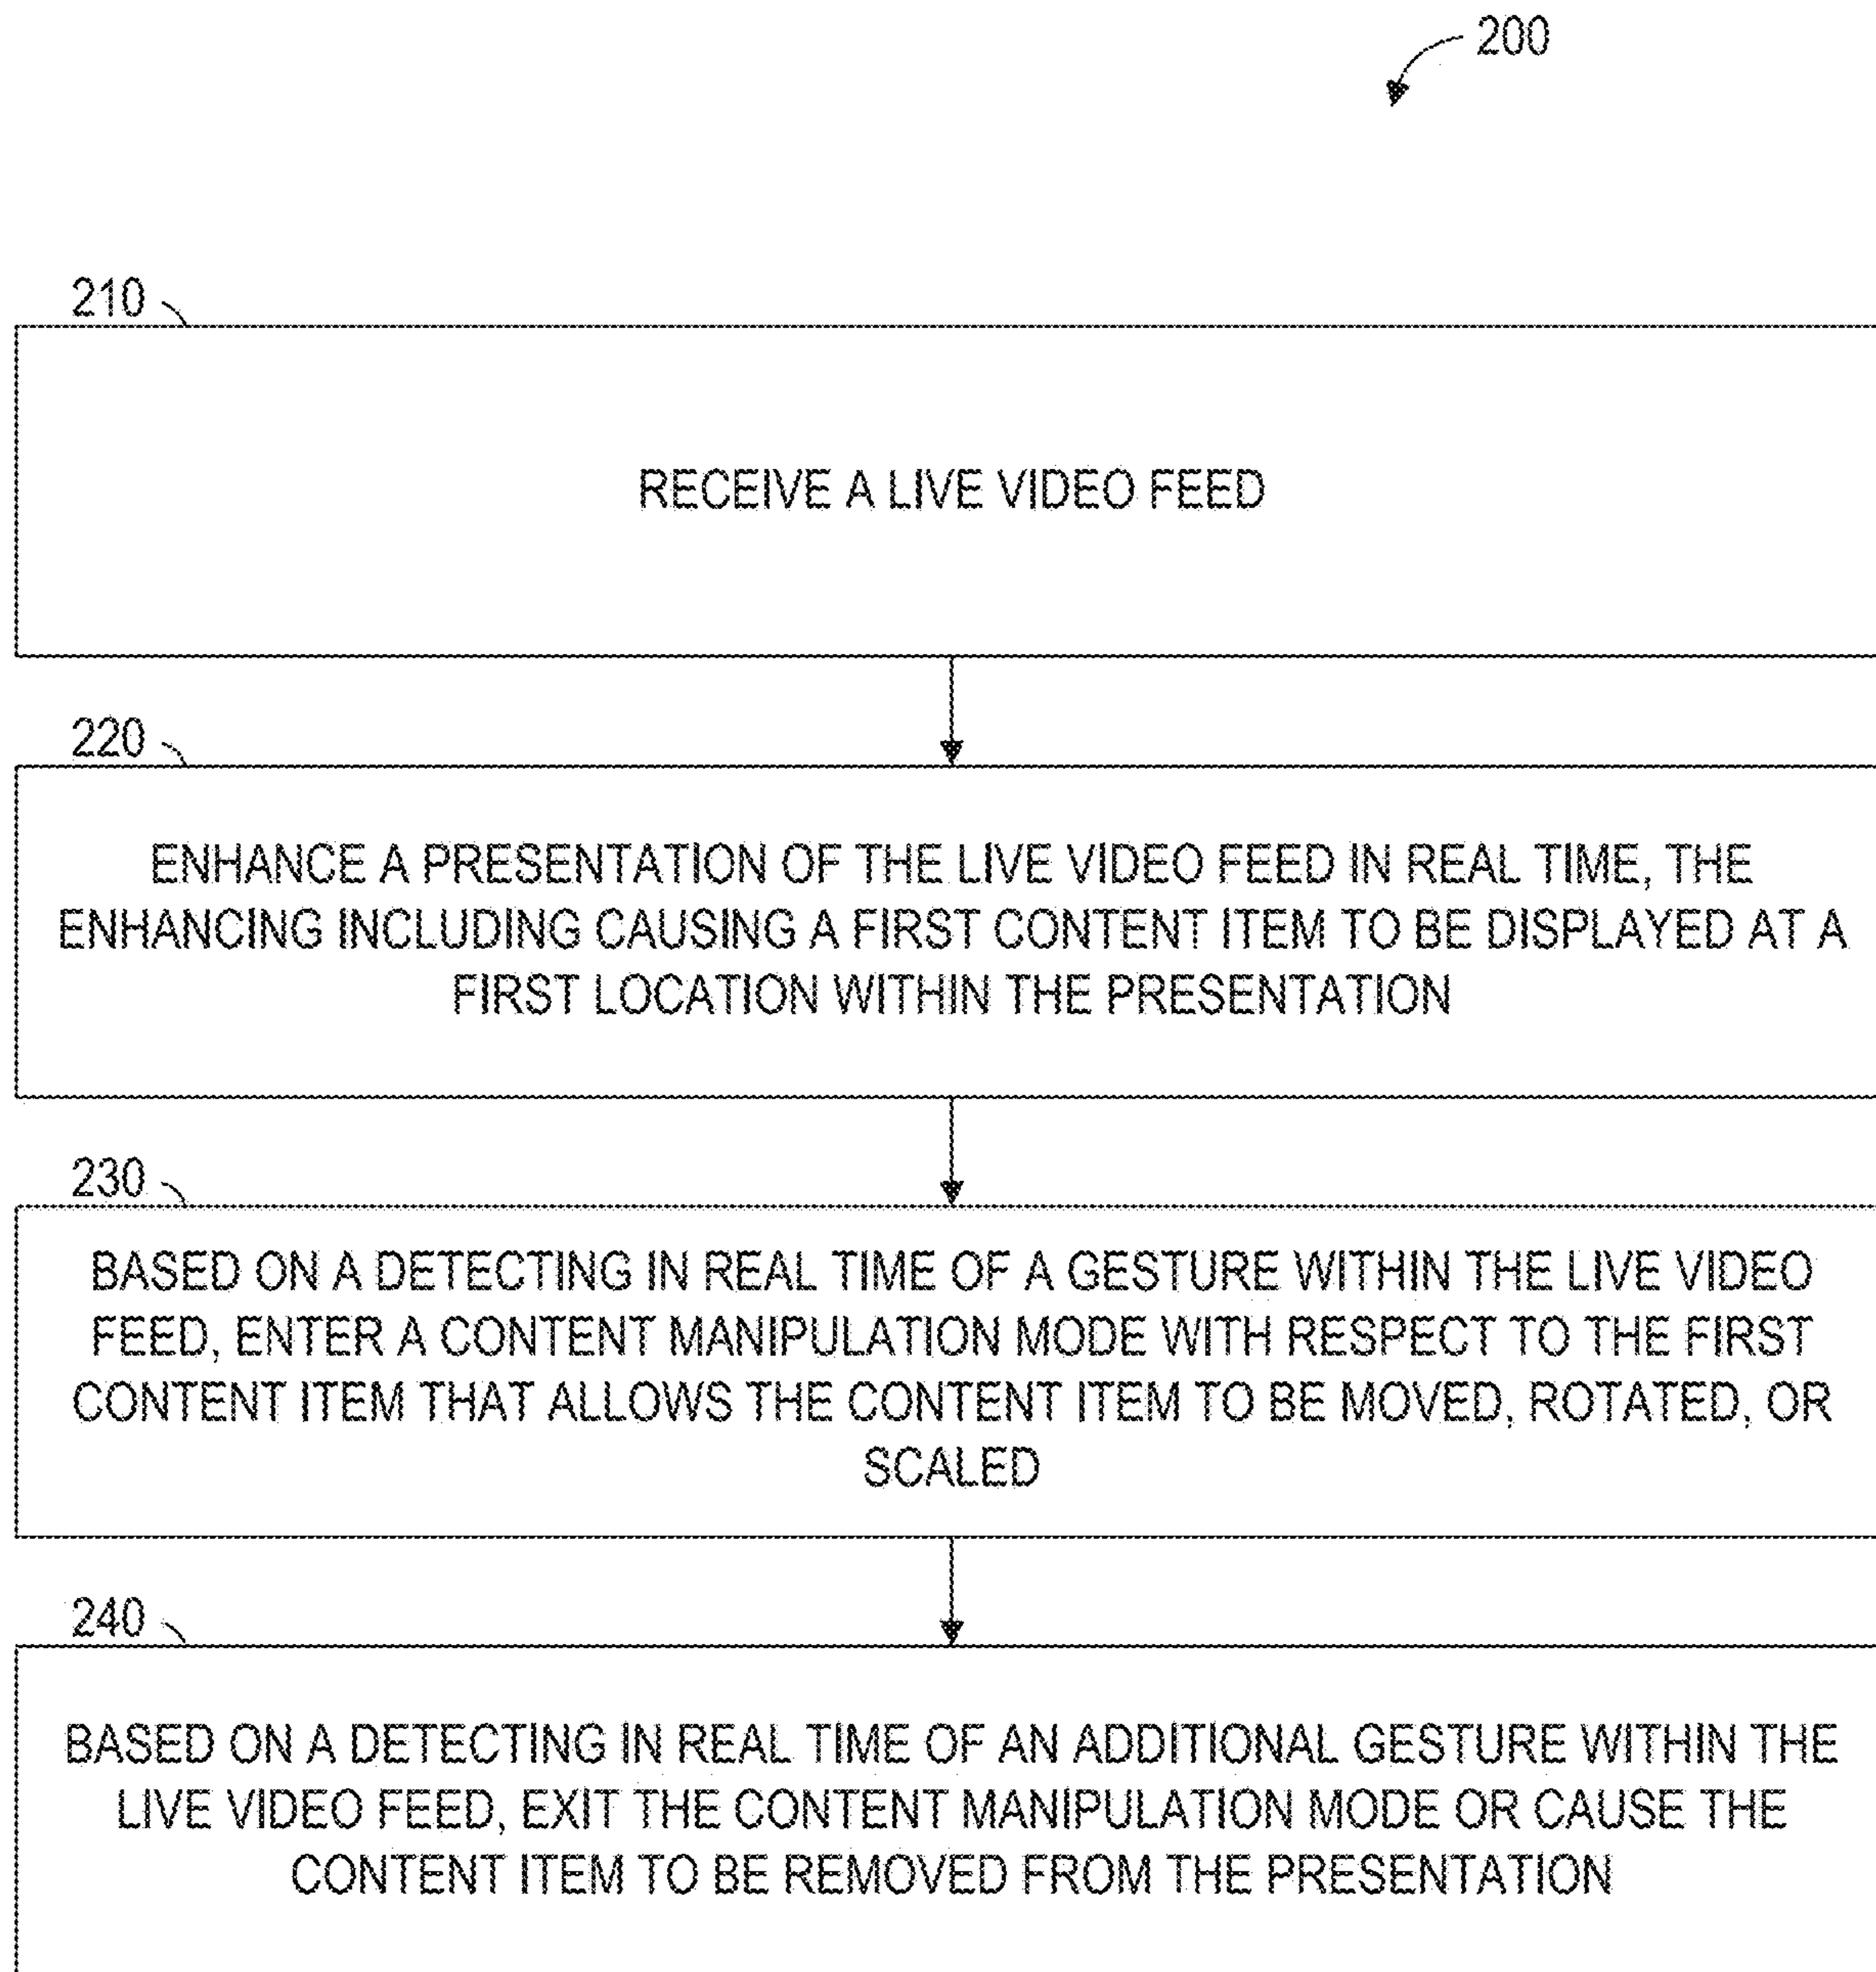 200
210
RECEIVE A LIVE VIDEO FEED
220
ENHANCE A PRESENTATION OF THE LIVE VIDEO FEED IN REAL TIME, THE
ENHANCING INCLUDING CAUSING A FIRST CONTENT ITEM TO BE DISPLAYED AT A
FIRST LOCATION WITHIN THE PRESENTATION
230
BASED ON A DETECTING IN REAL TIME OF A GESTURE WITHIN THE LIVE VIDEO
FEED, ENTER A CONTENT MANIPULATION MODE WITH RESPECT TO THE FIRST
CONTENT ITEM THAT ALLOWS THE CONTENT ITEM TO BE MOVED, ROTATED, OR
SCALED
240
BASED ON A DETECTING IN REAL TIME OF AN ADDITIONAL GESTURE WITHIN THE
LIVE VIDEO FEED, EXIT THE CONTENT MANIPULATION MODE OR CAUSE THE
CONTENT ITEM TO BE REMOVED FROM THE PRESENTATION